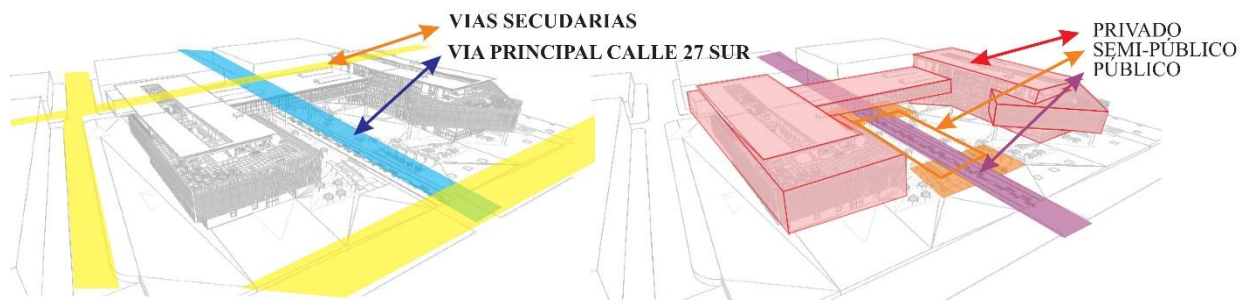 VIAS SECUDARIAS
VIA PRINCIPAL CALLE 27 SUR
PRIVADO
SEMI-PÚBLICO
PÚBLICO